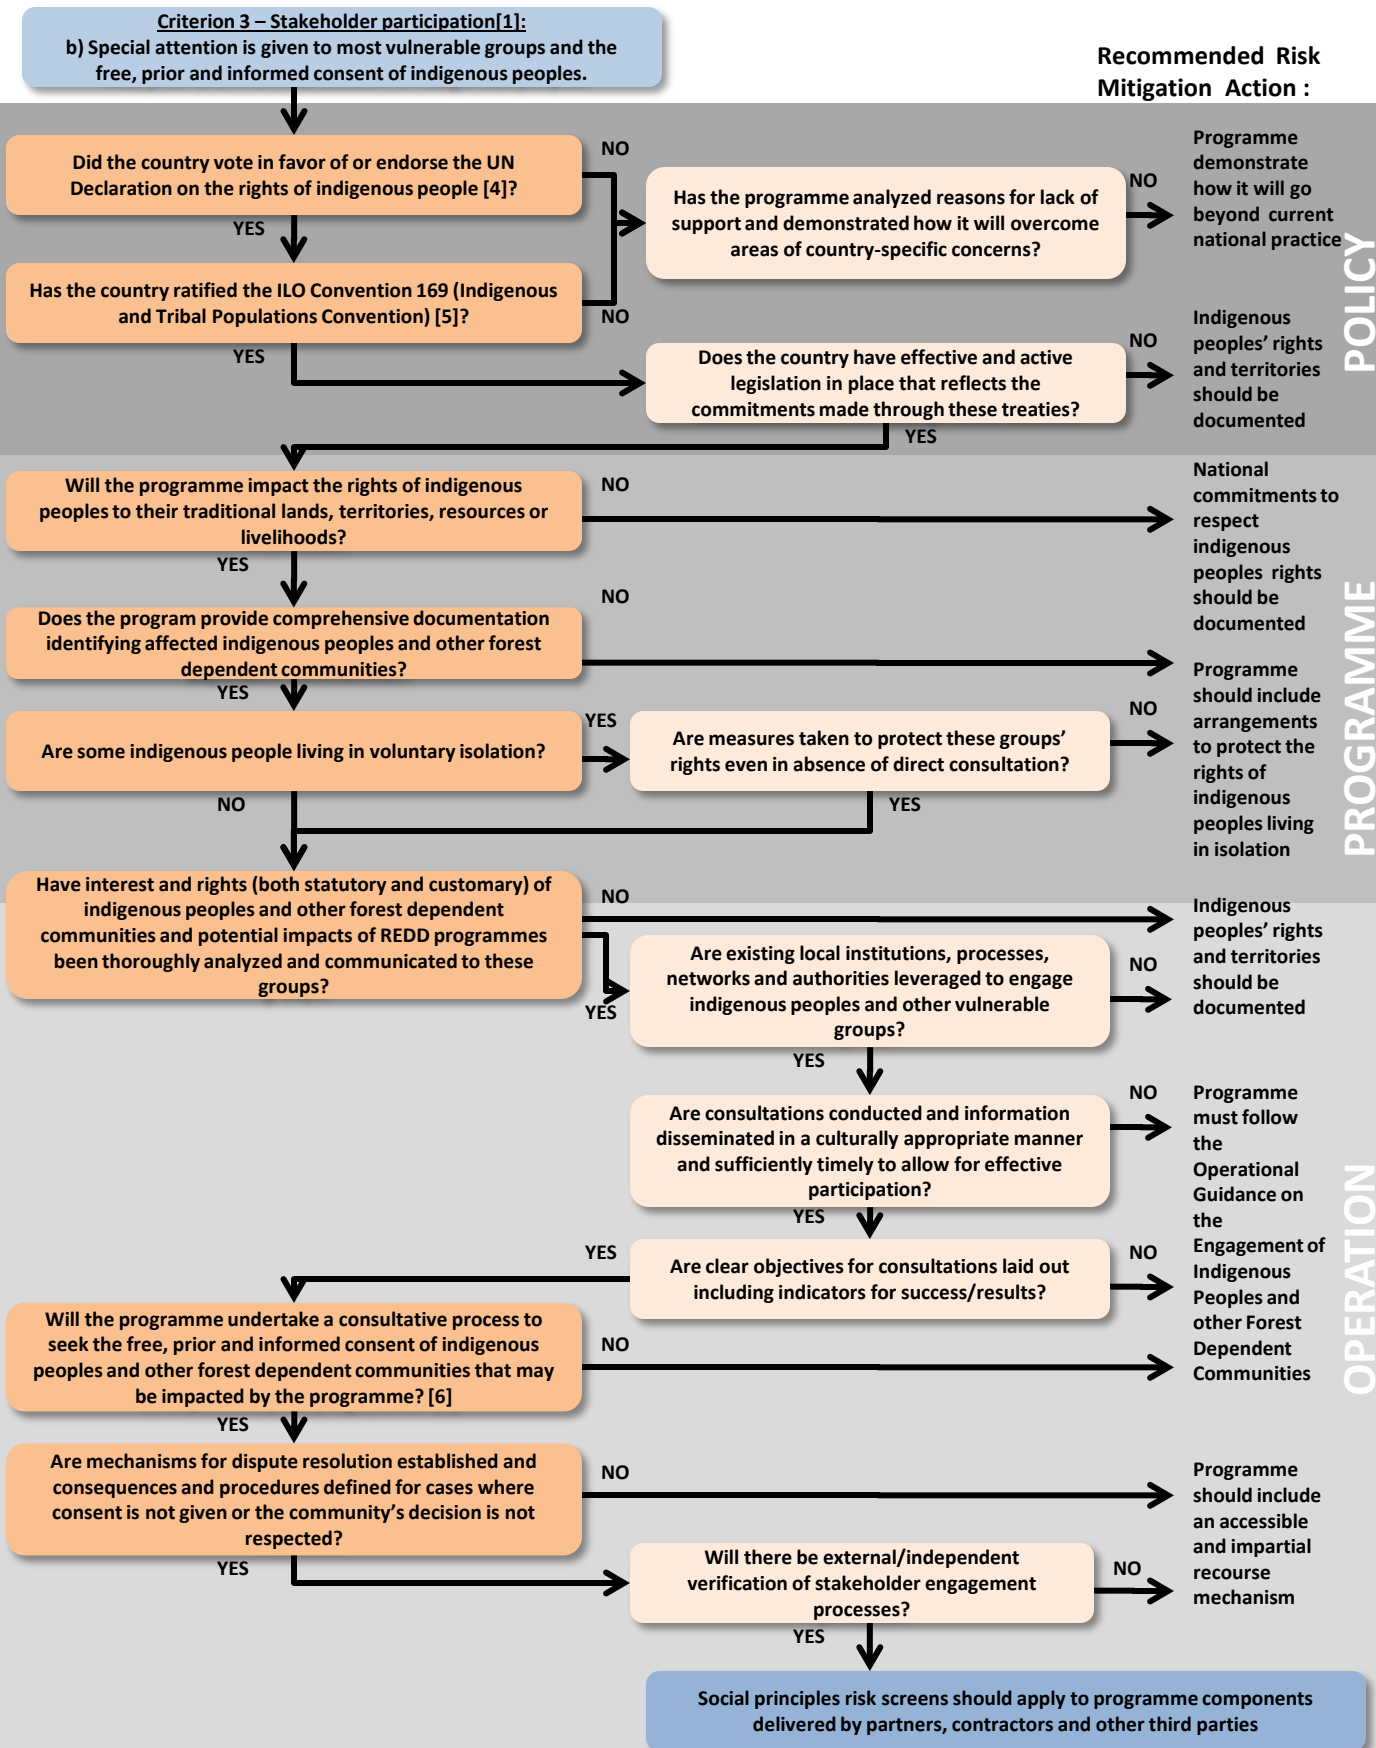 Criterion 3 – Stakeholder participation[1]:
b) Special attention is given to most vulnerable groups and the
free, prior and informed consent of indigenous peoples.
Recommended Risk
Mitigation Action :
Did the country vote in favor of or endorse the UN
Declaration on the rights of indigenous people [4]?
NO
YES
Has the programme analyzed reasons for lack of
support and demonstrated how it will overcome
areas of country-specific concerns?
NO
Programme
demonstrate
how it will go
beyond current
national practice
POLICY
Has the country ratified the ILO Convention 169 (Indigenous
and Tribal Populations Convention) [5]?
NO
YES
Does the country have effective and active
legislation in place that reflects the
commitments made through these treaties?
NO
YES
Indigenous
peoples’ rights
and territories
should be
documented
Will the programme impact the rights of indigenous
peoples to their traditional lands, territories, resources or
livelihoods?
NO
YES
National
commitments to
respect
indigenous
peoples rights
should be
documented
PROGRAMME
Does the program provide comprehensive documentation
identifying affected indigenous peoples and other forest
dependent communities?
NO
YES
Are some indigenous people living in voluntary isolation?
YES
NO
Are measures taken to protect these groups’
rights even in absence of direct consultation?
NO
YES
Programme
should include
arrangements
to protect the
rights of
indigenous
peoples living
in isolation
Have interest and rights (both statutory and customary) of
indigenous peoples and other forest dependent
communities and potential impacts of REDD programmes
been thoroughly analyzed and communicated to these
groups?
NO
YES
Are existing local institutions, processes,
networks and authorities leveraged to engage
indigenous peoples and other vulnerable
groups?
NO
YES
Indigenous
peoples’ rights
and territories
should be
documented
Are consultations conducted and information
disseminated in a culturally appropriate manner
and sufficiently timely to allow for effective
participation?
NO
YES
Are clear objectives for consultations laid out
including indicators for success/results?
YES
NO
Programme
must follow
the
Operational
Guidance on
the
Engagement of
Indigenous
Peoples and
other Forest
Dependent
Communities
OPERATION
Will the programme undertake a consultative process to
seek the free, prior and informed consent of indigenous
peoples and other forest dependent communities that may
be impacted by the programme? [6]
NO
YES
Are mechanisms for dispute resolution established and
consequences and procedures defined for cases where
consent is not given or the community’s decision is not
respected?
NO
YES
Will there be external/independent
verification of stakeholder engagement
processes?
NO
YES
Programme
should include
an accessible
and impartial
recourse
mechanism
Social principles risk screens should apply to programme components
delivered by partners, contractors and other third parties